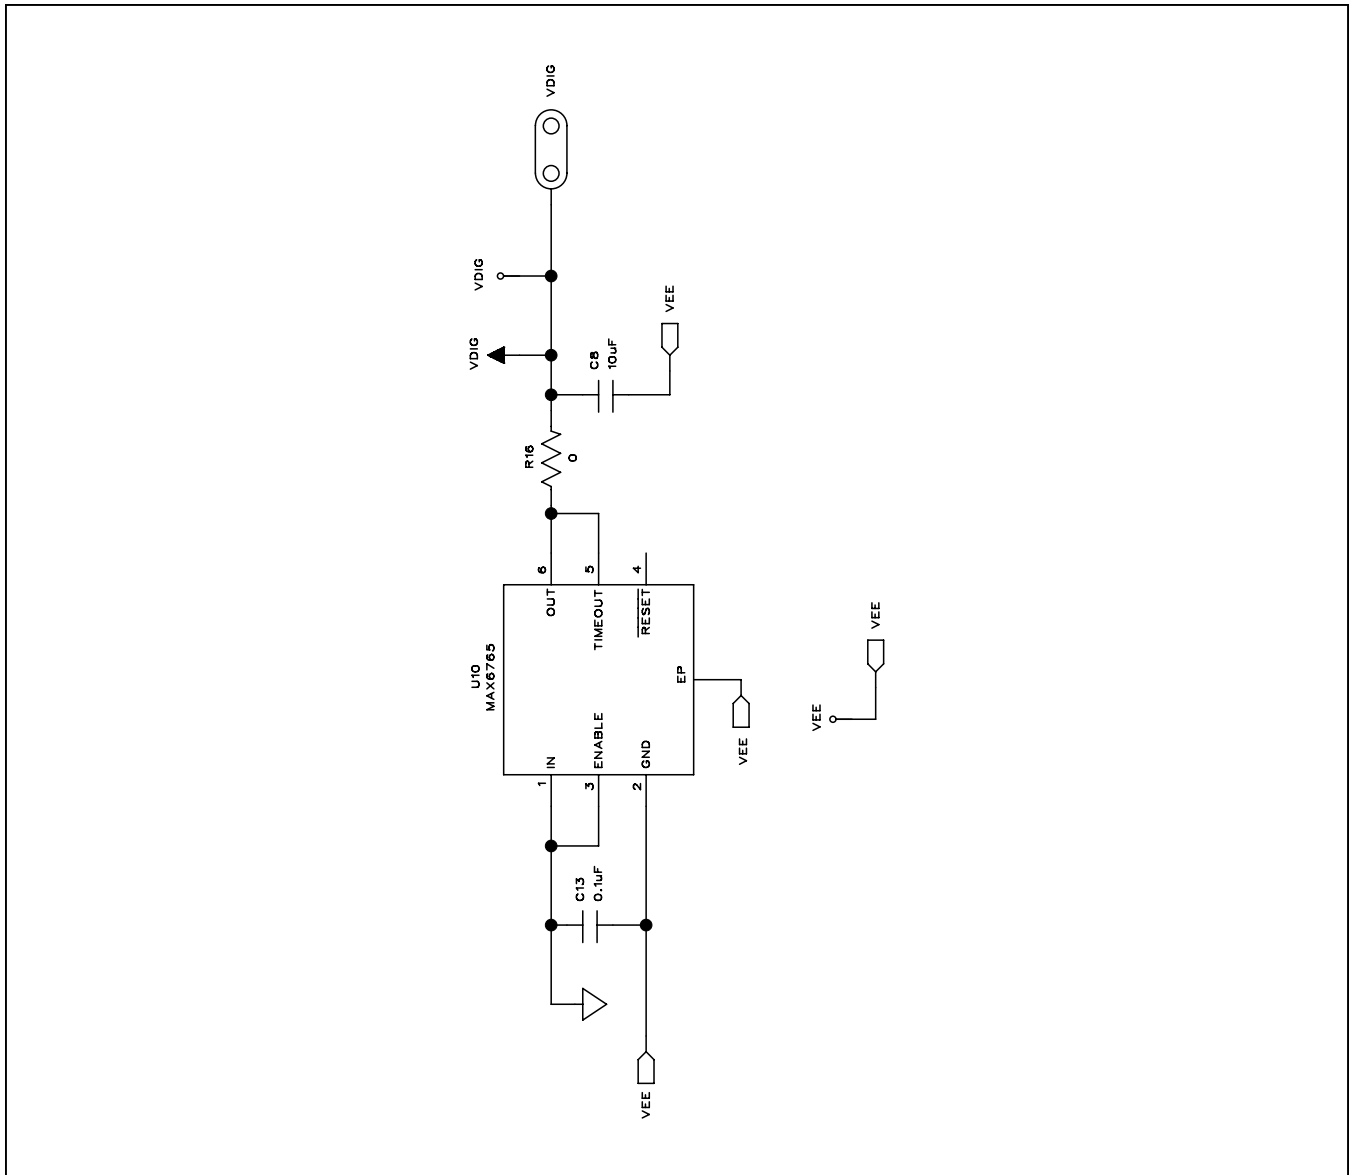 VDIG
VDIG
VDIG
VEE
C8
10uF
R16
0
6
5
4
OUT
TIMEOUT
RESET
U10
MAX6765
EP
IN
ENABLE
GND
1
3
2
VEE
VEE
VEE
C13
0.1uF
VEE